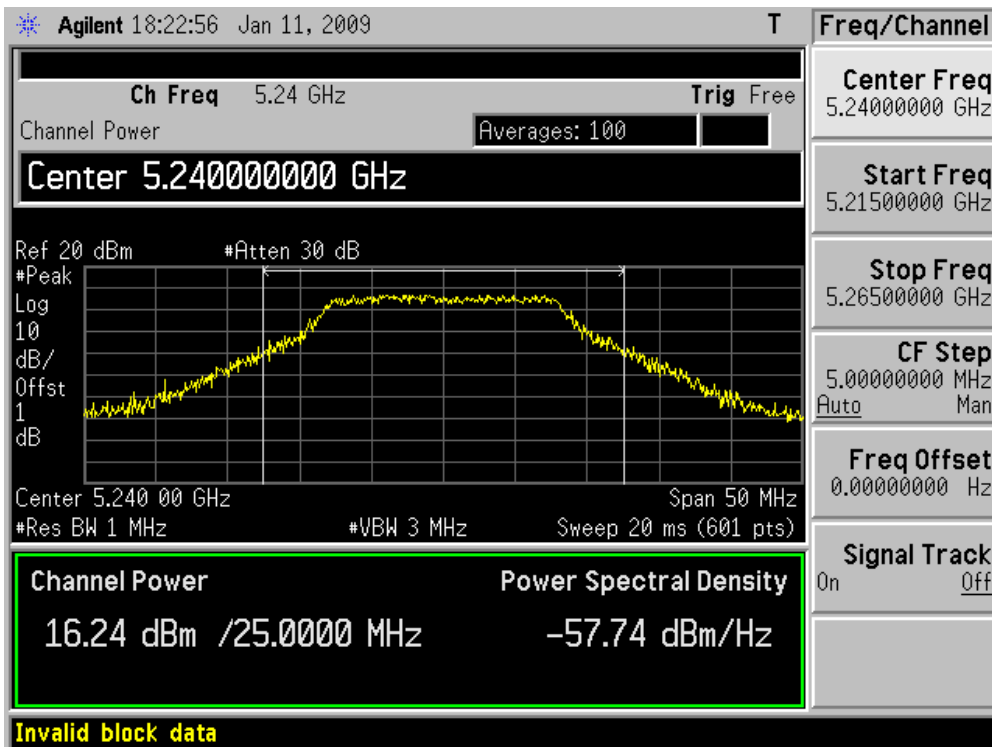 Agilent 18:22:56 Jan 11, 2009 T
Ch Freq 5.24 GHz Trig Free
Channel Power Averages: 100
Center 5.240000000 GHz
Ref 20 dBm #Atten 30 dB
#Peak
Log
10
dB/
Offst
1
dB
Center 5.240 00 GHz Span 50 MHz
#Res BW 1 MHz #VBW 3 MHz Sweep 20 ms (601 pts)
Channel Power Power Spectral Density
16.24 dBm /25.0000 MHz -57.74 dBm/Hz
Invalid block data
Freq/Channel
Center Freq
5.24000000 GHz
Start Freq
5.21500000 GHz
Stop Freq
5.26500000 GHz
CF Step
5.00000000 MHz
Auto Man
Freq Offset
0.00000000 Hz
Signal Track
On Off